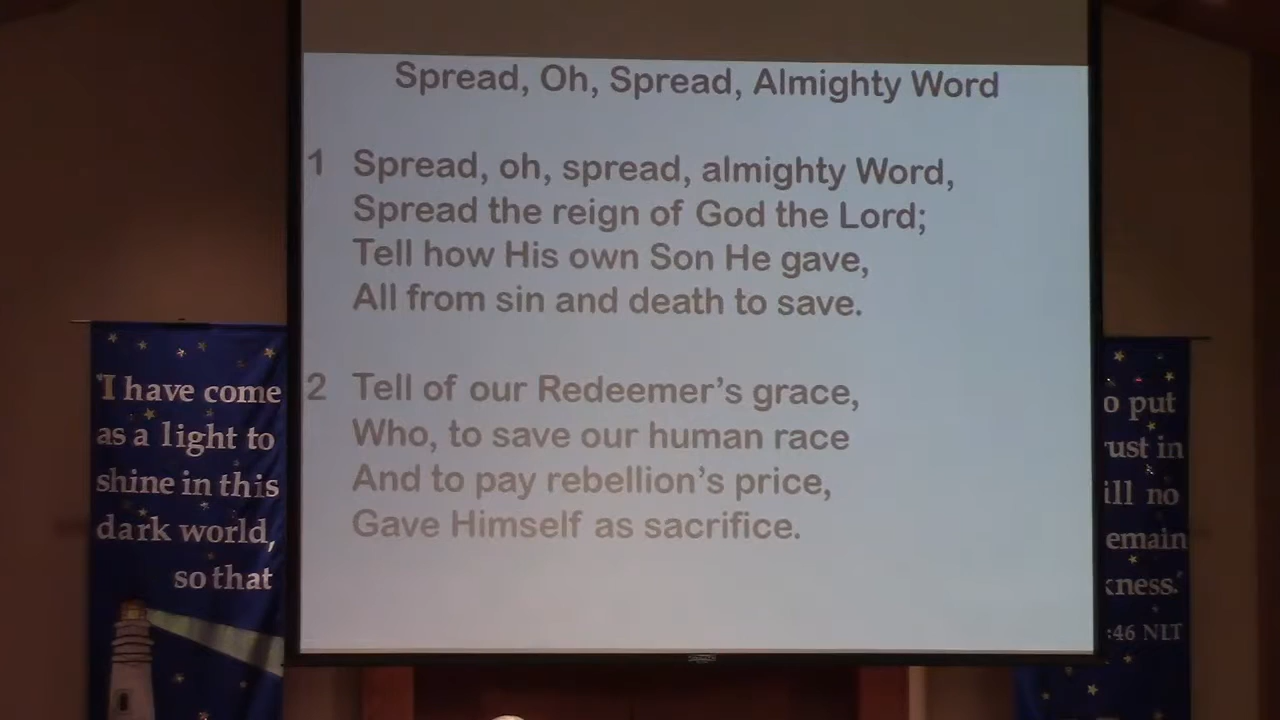 Spread, Oh, Spread, Almighty Word
1 Spread, oh, spread, almighty Word,
Spread the reign of God the Lord;
Tell how His own Son He gave,
All from sin and death to save.
2 Tell of our Redeemer's grace,
Who, to save our human race
And to pay rebellion's price,
Gave Himself as sacrifice.
'I have come
as a light to
shine in this
dark world,
so that
o put
rust in
ill no
emain
kness.'
:46 NLT